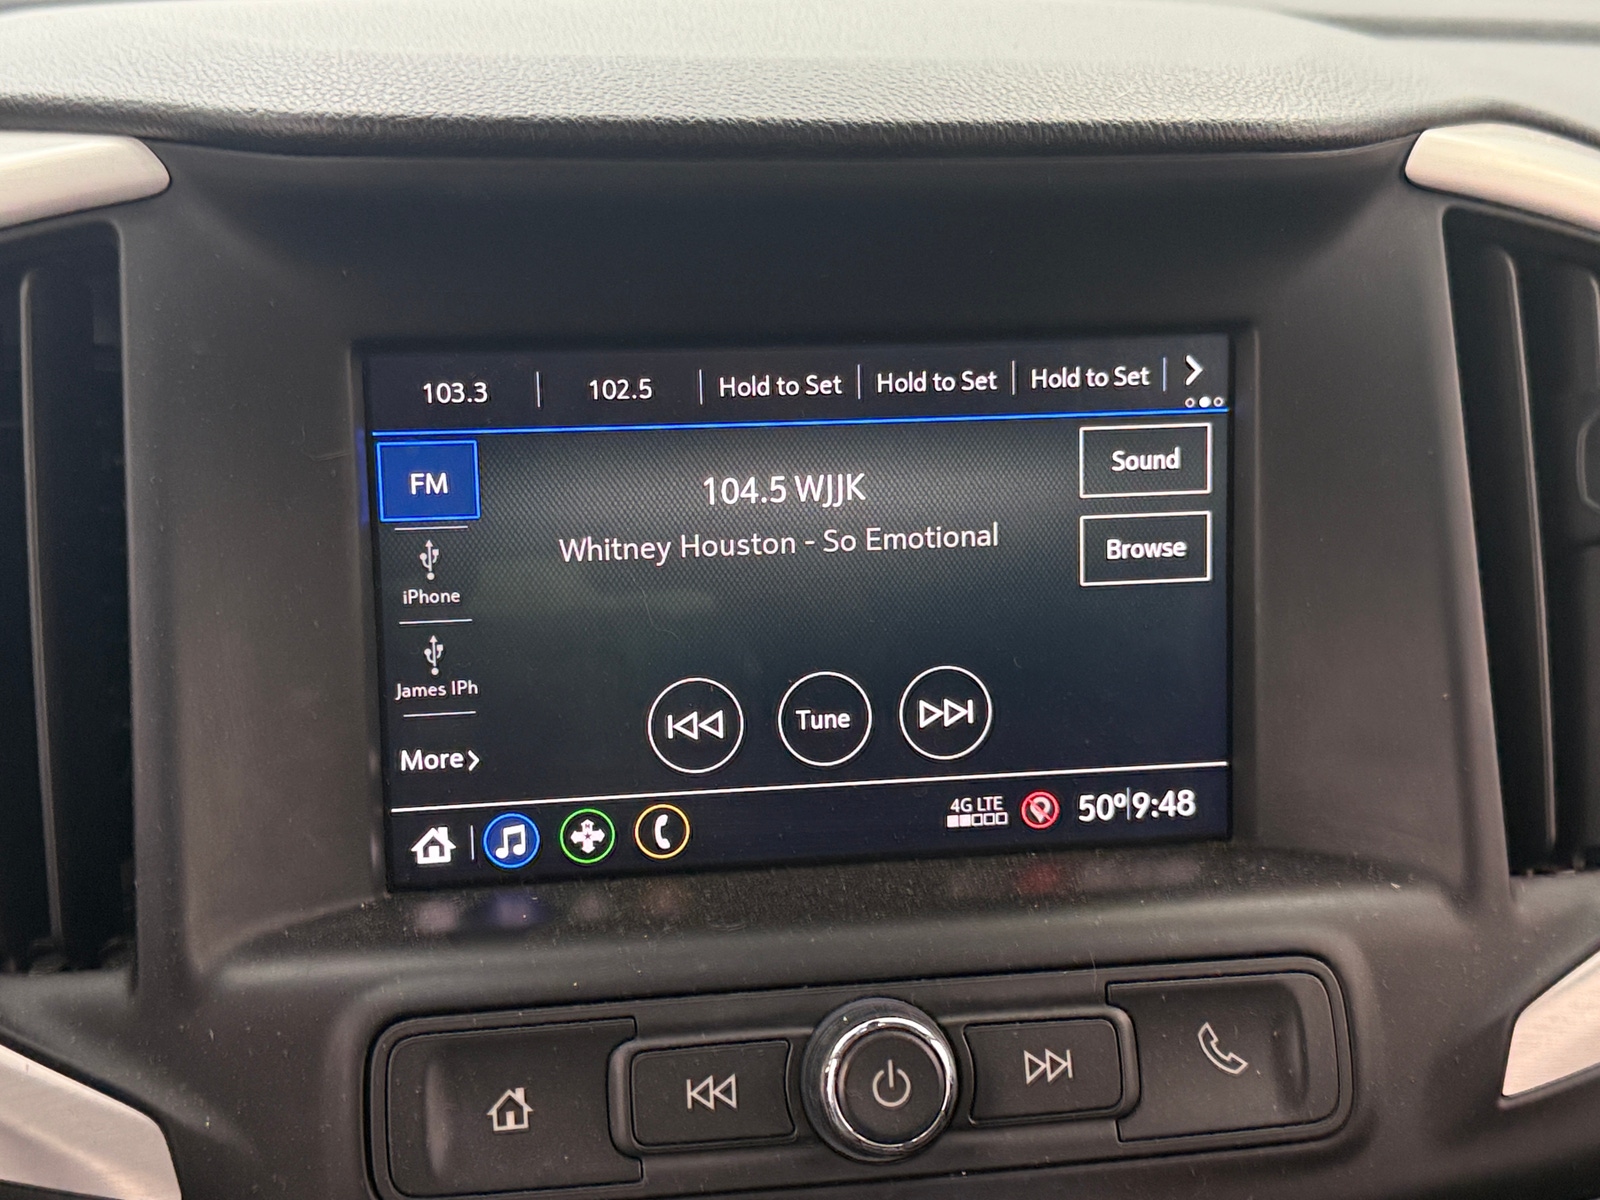 103.3
102.5
Hold to Set
Hold to Set
Hold to Set
FM
104.5 WJJK
Whitney Houston - So Emotional
Sound
Browse
iPhone
James IPh
More
Tune
4G LTE
50° 9:48